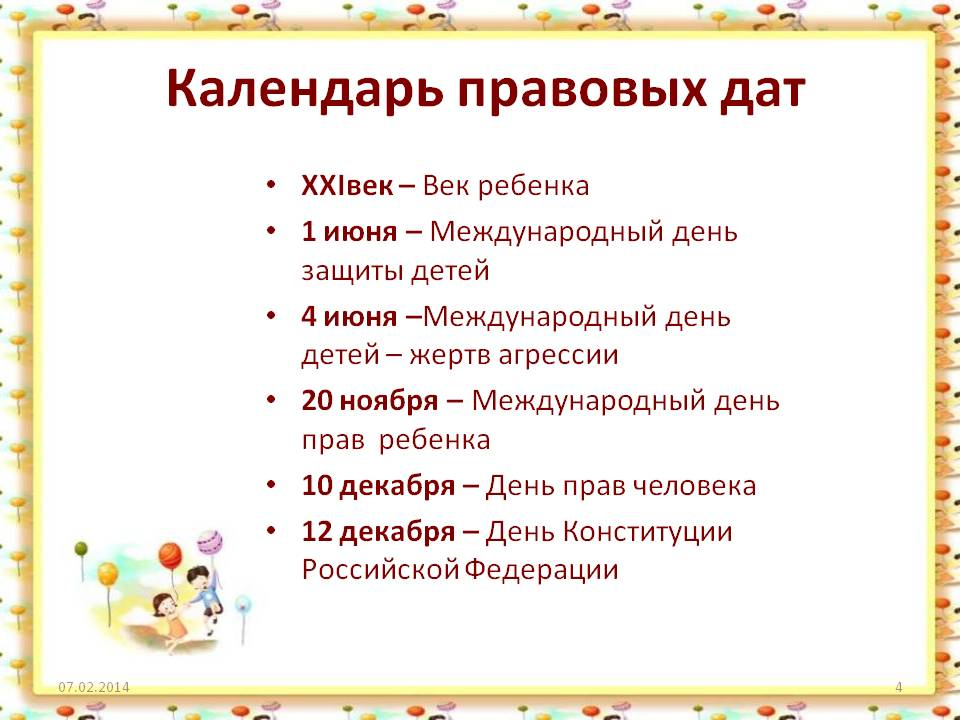 Календарь правовых дат
• XXIвек – Век ребенка
• 1 июня – Международный день
защиты детей
• 4 июня –Международный день
детей – жертв агрессии
• 20 ноября – Международный день
прав ребенка
• 10 декабря – День прав человека
• 12 декабря – День Конституции
Российской Федерации
07.02.2014
4